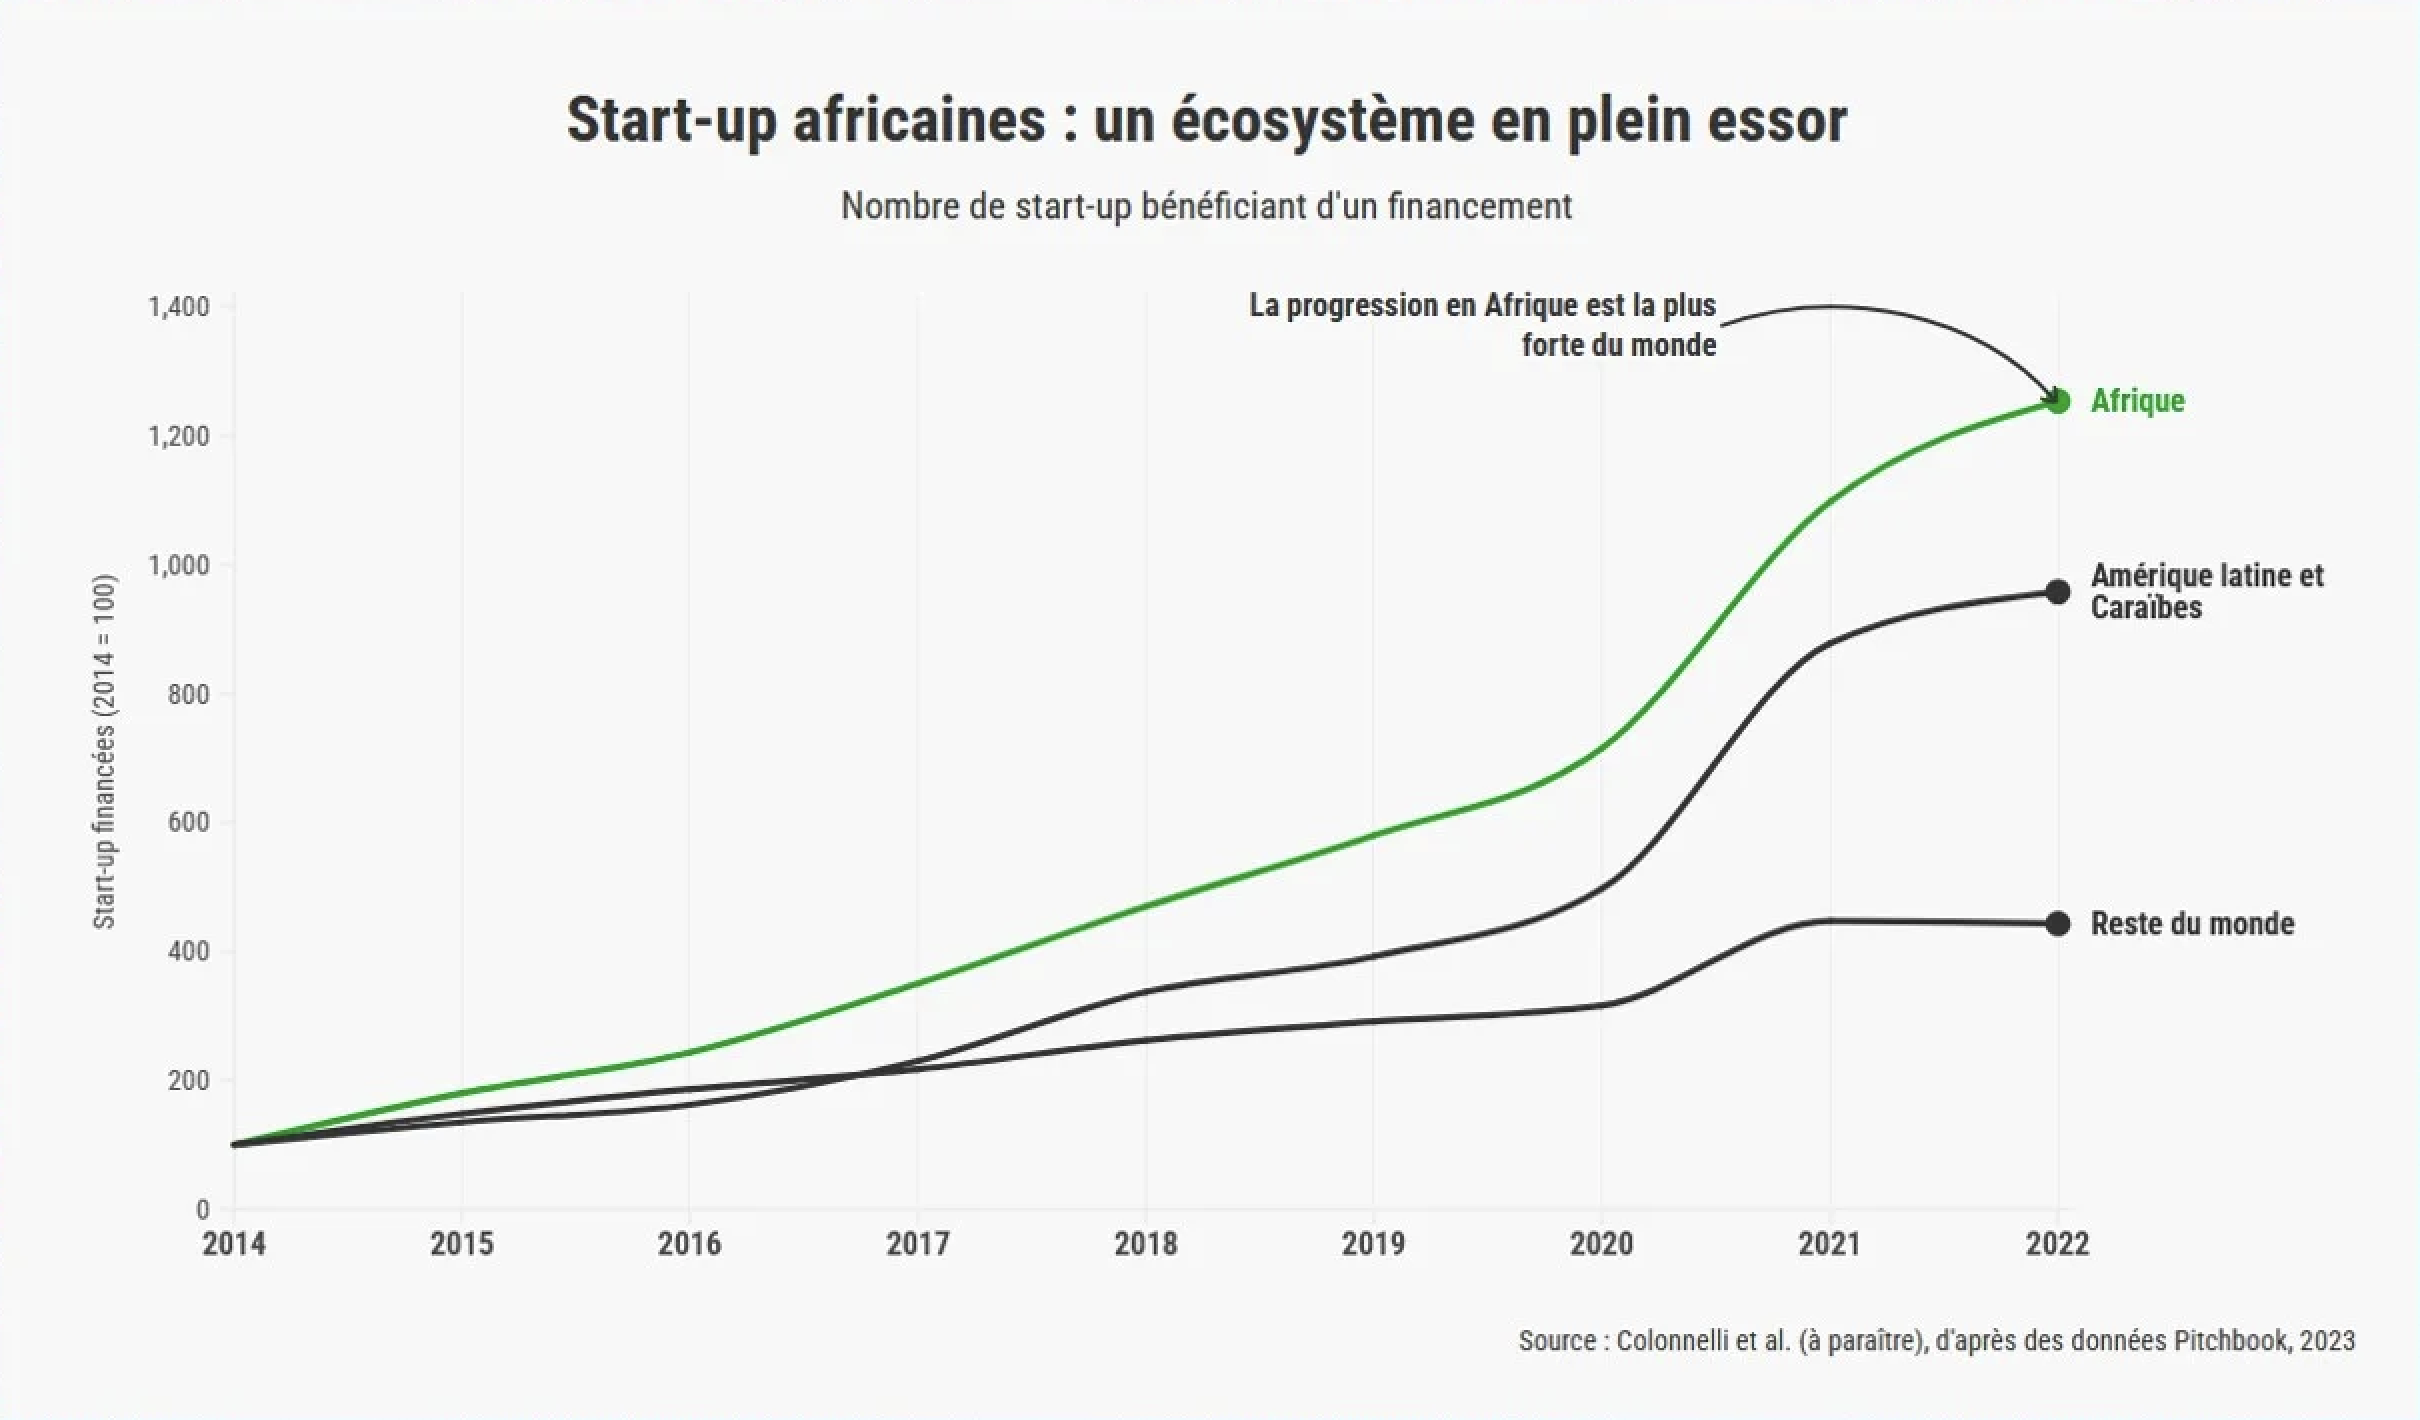 Start-up africaines : un écosystème en plein essor
Nombre de start-up bénéficiant d'un financement
Start-up financées (2014 = 100)
1,400
1,200
1,000
800
600
400
200
0
La progression en Afrique est la plus
forte du monde
Afrique
Amérique latine et
Caraïbes
Reste du monde
2014 2015 2016 2017 2018 2019 2020 2021 2022
Source : Colonnelli et al. (à paraître), d'après des données Pitchbook, 2023